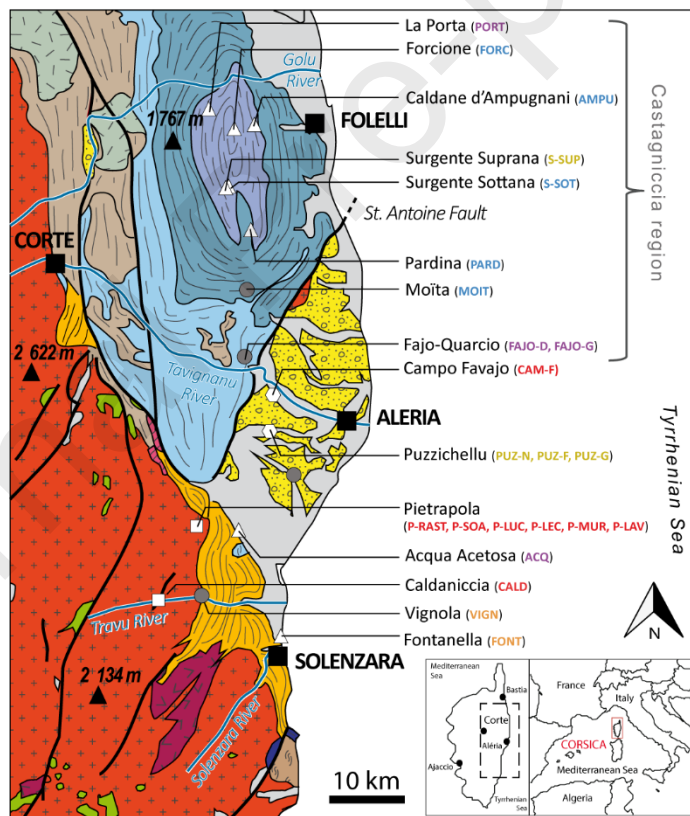 La Porta (PORT)
Forcione (FORC)
Golu
River
Caldane d'Ampugnani (AMPU)
1 767 m
FOLELLI
Surgente Suprana (S-SUP)
Surgente Sottana (S-SOT)
Castagniccia region
St. Antoine Fault
CORTE
Pardina (PARD)
Moïta (MOIT)
Fajo-Quarcio (FAJO-D, FAJO-G)
2 622 m
Campo Favajo (CAM-F)
Tavignanu
River
ALERIA
Tyrrhenian Sea
Puzzichellu (PUZ-N, PUZ-F, PUZ-G)
Pietrapola
(P-RAST, P-SOA, P-LUC, P-LEC, P-MUR, P-LAV)
Acqua Acetosa (ACQ)
Caldaniccia (CALD)
Travu River
Vignola (VIGN)
N
Fontanella (FONT)
SOLENZARA
2 134 m
Solenzara River
10 km
Mediterranean
Sea
Bastia
Corte
Aléria
Ajaccio
Tyrrhenian
Sea
France
Italy
CORSICA
Mediterranean Sea
Algeria